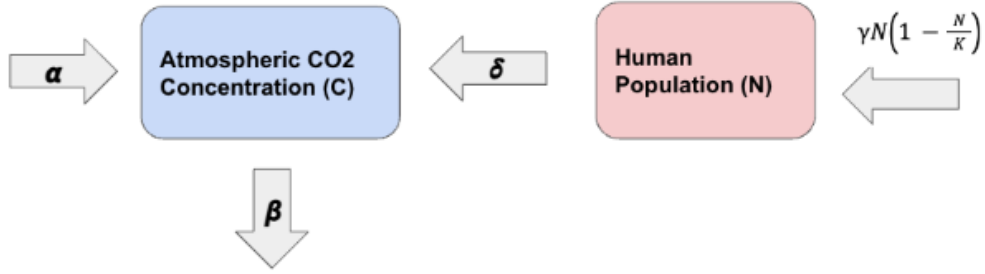 α
Atmospheric CO2
Concentration (C)
δ
Human
Population (N)
γN(1 − N/K)
β